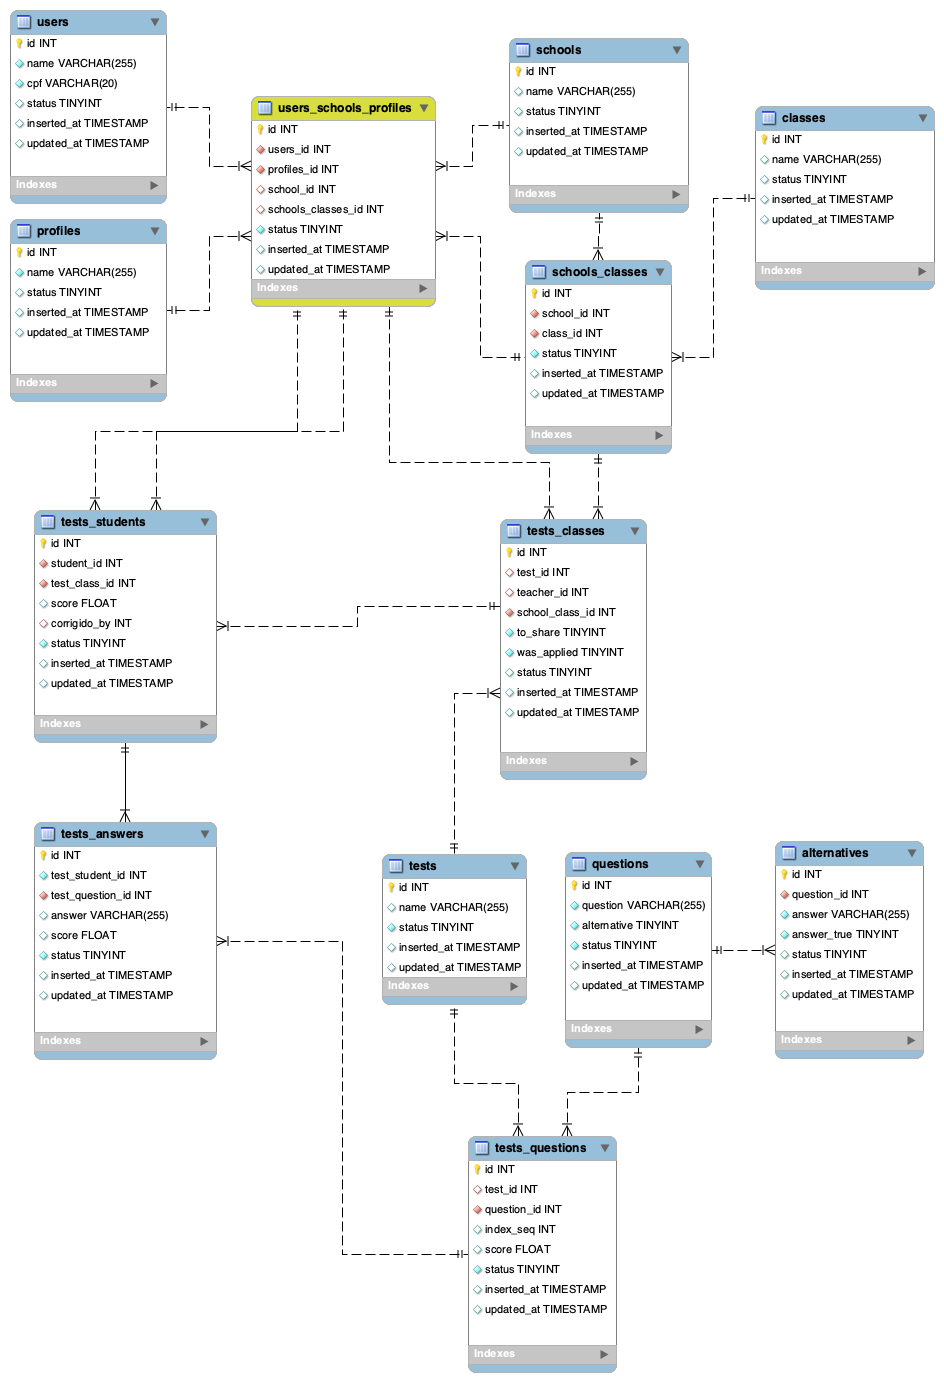 users
id INT
name VARCHAR(255)
cpf VARCHAR(20)
status TINYINT
inserted_at TIMESTAMP
updated_at TIMESTAMP
Indexes
profiles
id INT
name VARCHAR(255)
status TINYINT
inserted_at TIMESTAMP
updated_at TIMESTAMP
Indexes
users_schools_profiles
id INT
users_id INT
profiles_id INT
school_id INT
schools_classes_id INT
status TINYINT
inserted_at TIMESTAMP
updated_at TIMESTAMP
Indexes
schools
id INT
name VARCHAR(255)
status TINYINT
inserted_at TIMESTAMP
updated_at TIMESTAMP
Indexes
classes
id INT
name VARCHAR(255)
status TINYINT
inserted_at TIMESTAMP
updated_at TIMESTAMP
Indexes
schools_classes
id INT
school_id INT
class_id INT
status TINYINT
inserted_at TIMESTAMP
updated_at TIMESTAMP
Indexes
tests_students
id INT
student_id INT
test_class_id INT
score FLOAT
corrigido_by INT
status TINYINT
inserted_at TIMESTAMP
updated_at TIMESTAMP
Indexes
tests_classes
id INT
test_id INT
teacher_id INT
school_class_id INT
to_share TINYINT
was_applied TINYINT
status TINYINT
inserted_at TIMESTAMP
updated_at TIMESTAMP
Indexes
tests_answers
id INT
test_student_id INT
test_question_id INT
answer VARCHAR(255)
score FLOAT
status TINYINT
inserted_at TIMESTAMP
updated_at TIMESTAMP
Indexes
tests
id INT
name VARCHAR(255)
status TINYINT
inserted_at TIMESTAMP
updated_at TIMESTAMP
Indexes
questions
id INT
question VARCHAR(255)
alternative TINYINT
status TINYINT
inserted_at TIMESTAMP
updated_at TIMESTAMP
Indexes
alternatives
id INT
question_id INT
answer VARCHAR(255)
answer_true TINYINT
status TINYINT
inserted_at TIMESTAMP
updated_at TIMESTAMP
Indexes
tests_questions
id INT
test_id INT
question_id INT
index_seq INT
score FLOAT
status TINYINT
inserted_at TIMESTAMP
updated_at TIMESTAMP
Indexes